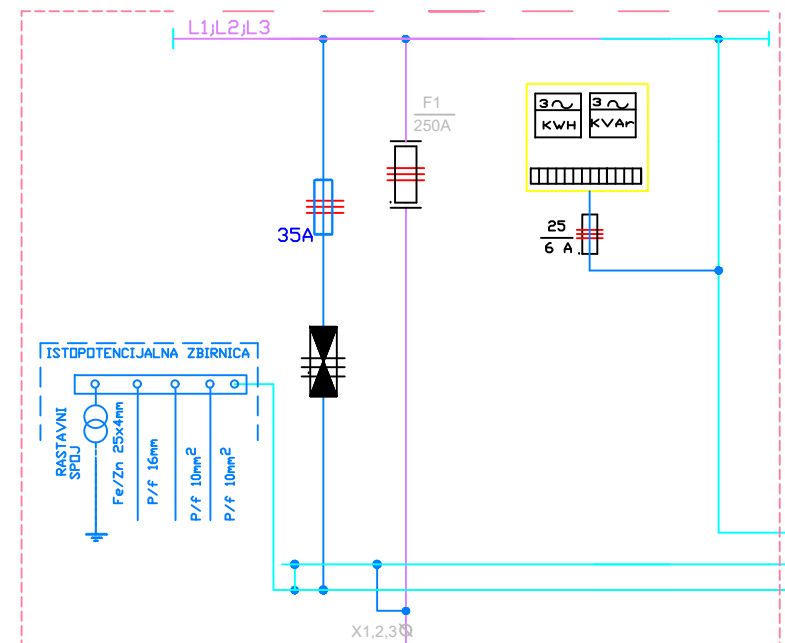 L1;L2;L3
F1
250A
3 KWH
3 KVAr
25
6 A
35A
ISTOPOTENCIJALNA ZBIRNICA
RASTAVNI
SPOJ
Fe/Zn 25x4mm
P/f 16mm
P/f 10mm²
P/f 10mm²
X1,2,3